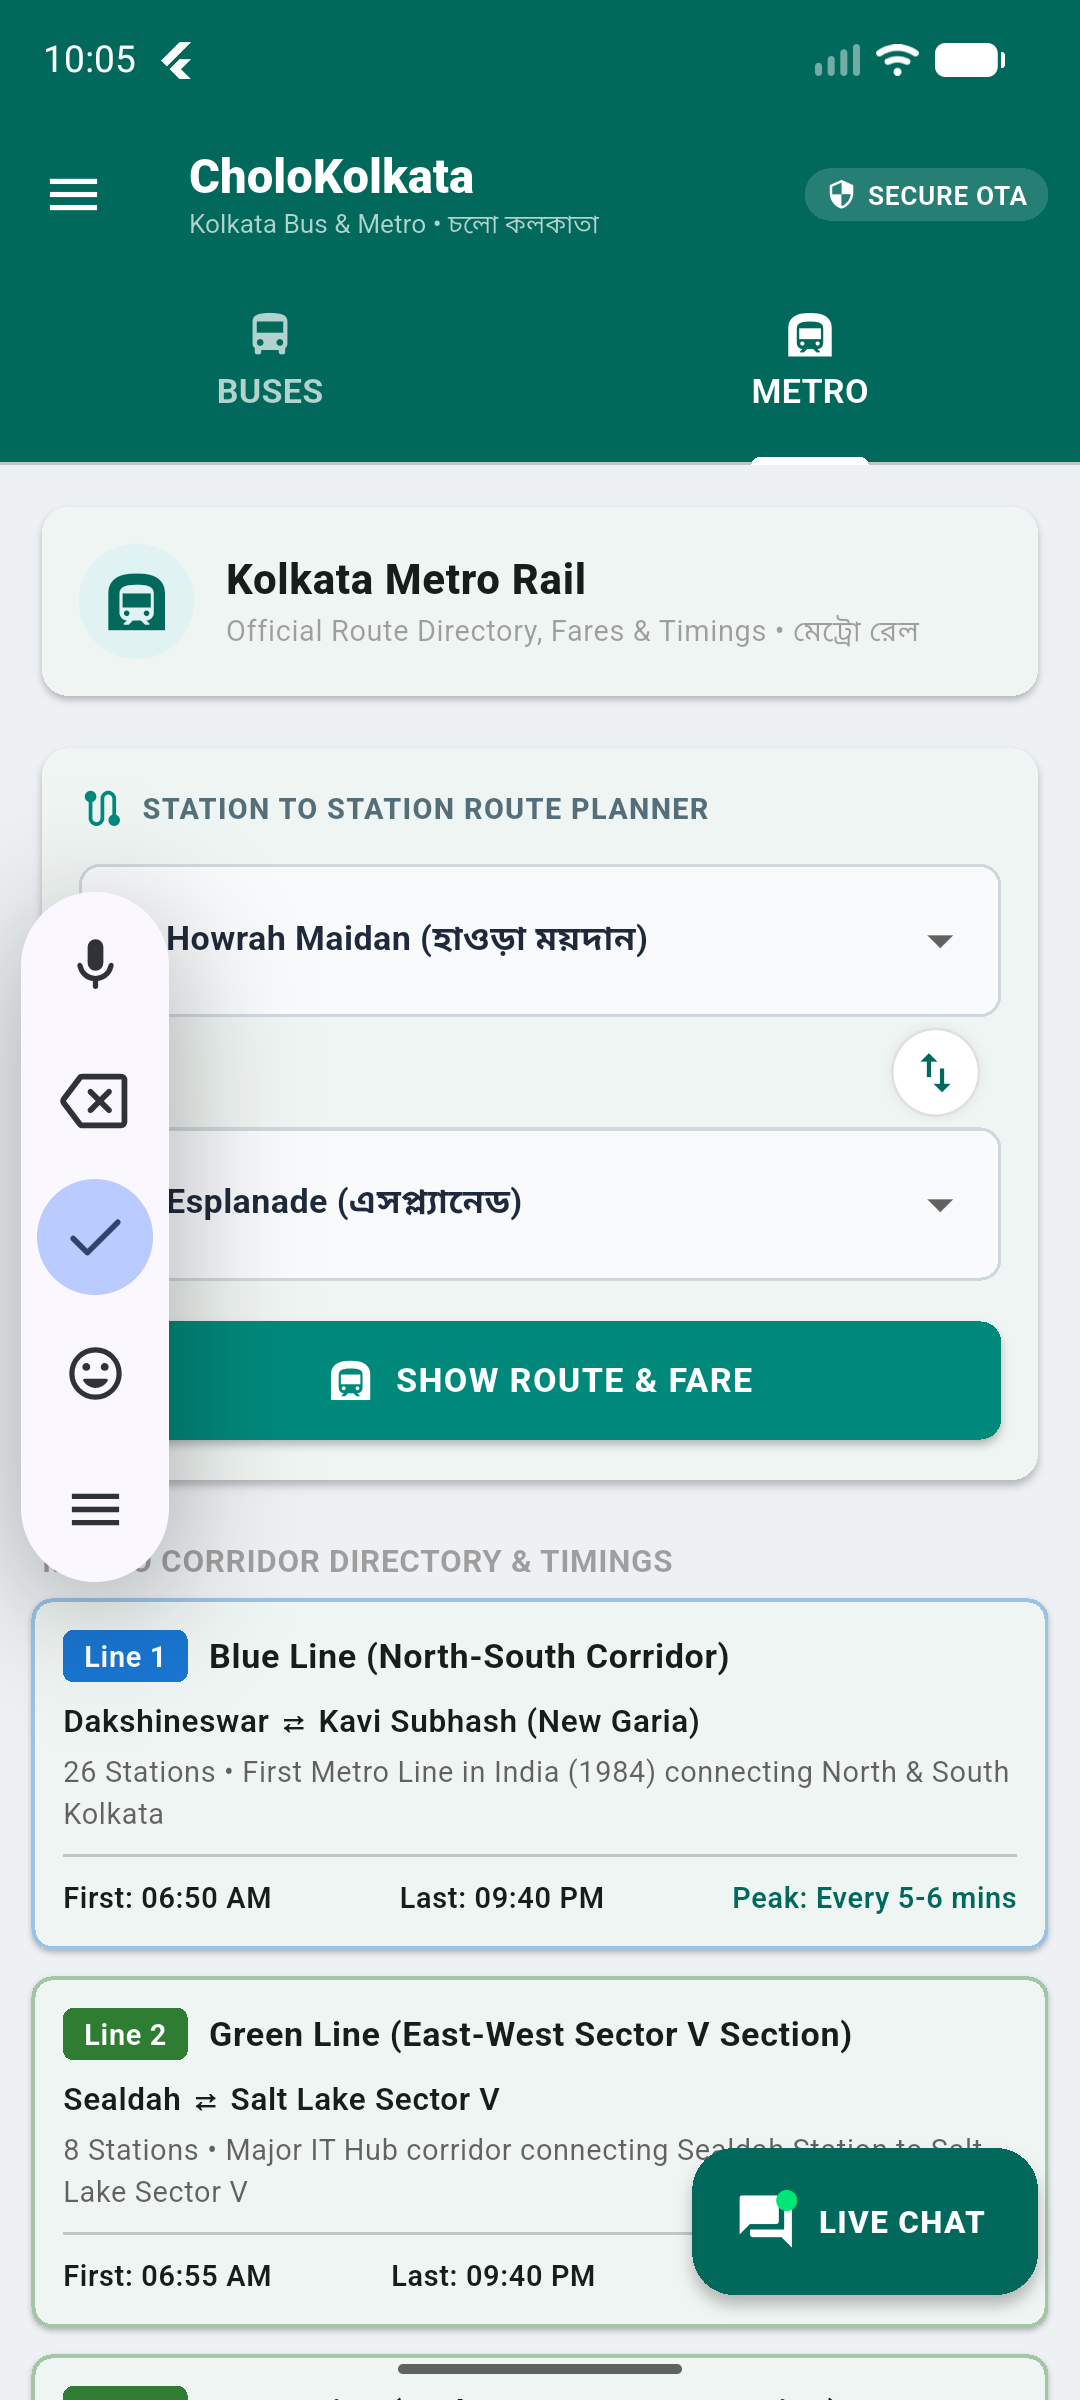 10:05
CholoKolkata
Kolkata Bus & Metro • চলো কলকাতা
SECURE OTA
BUSES
METRO
Kolkata Metro Rail
Official Route Directory, Fares & Timings • মেট্রো রেল
STATION TO STATION ROUTE PLANNER
Howrah Maidan (হাওড়া ময়দান)
Esplanade (এসপ্ল্যানেড)
SHOW ROUTE & FARE
CORRIDOR DIRECTORY & TIMINGS
Line 1 Blue Line (North-South Corridor)
Dakshineswar ⇄ Kavi Subhash (New Garia)
26 Stations • First Metro Line in India (1984) connecting North & South
Kolkata
First: 06:50 AM Last: 09:40 PM Peak: Every 5-6 mins
Line 2 Green Line (East-West Sector V Section)
Sealdah ⇄ Salt Lake Sector V
8 Stations • Major IT Hub corridor connecting Sealdah Station to Salt
Lake Sector V
LIVE CHAT
First: 06:55 AM Last: 09:40 PM